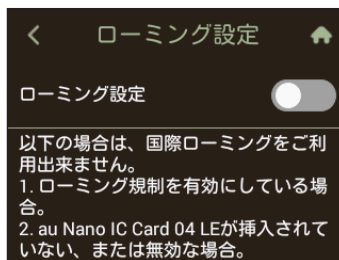 ローミング設定
ローミング設定
以下の場合は、国際ローミングをご利
用出来ません。
1. ローミング規制を有効にしている場
合。
2. au Nano IC Card 04 LEが挿入されて
いない、または無効な場合。